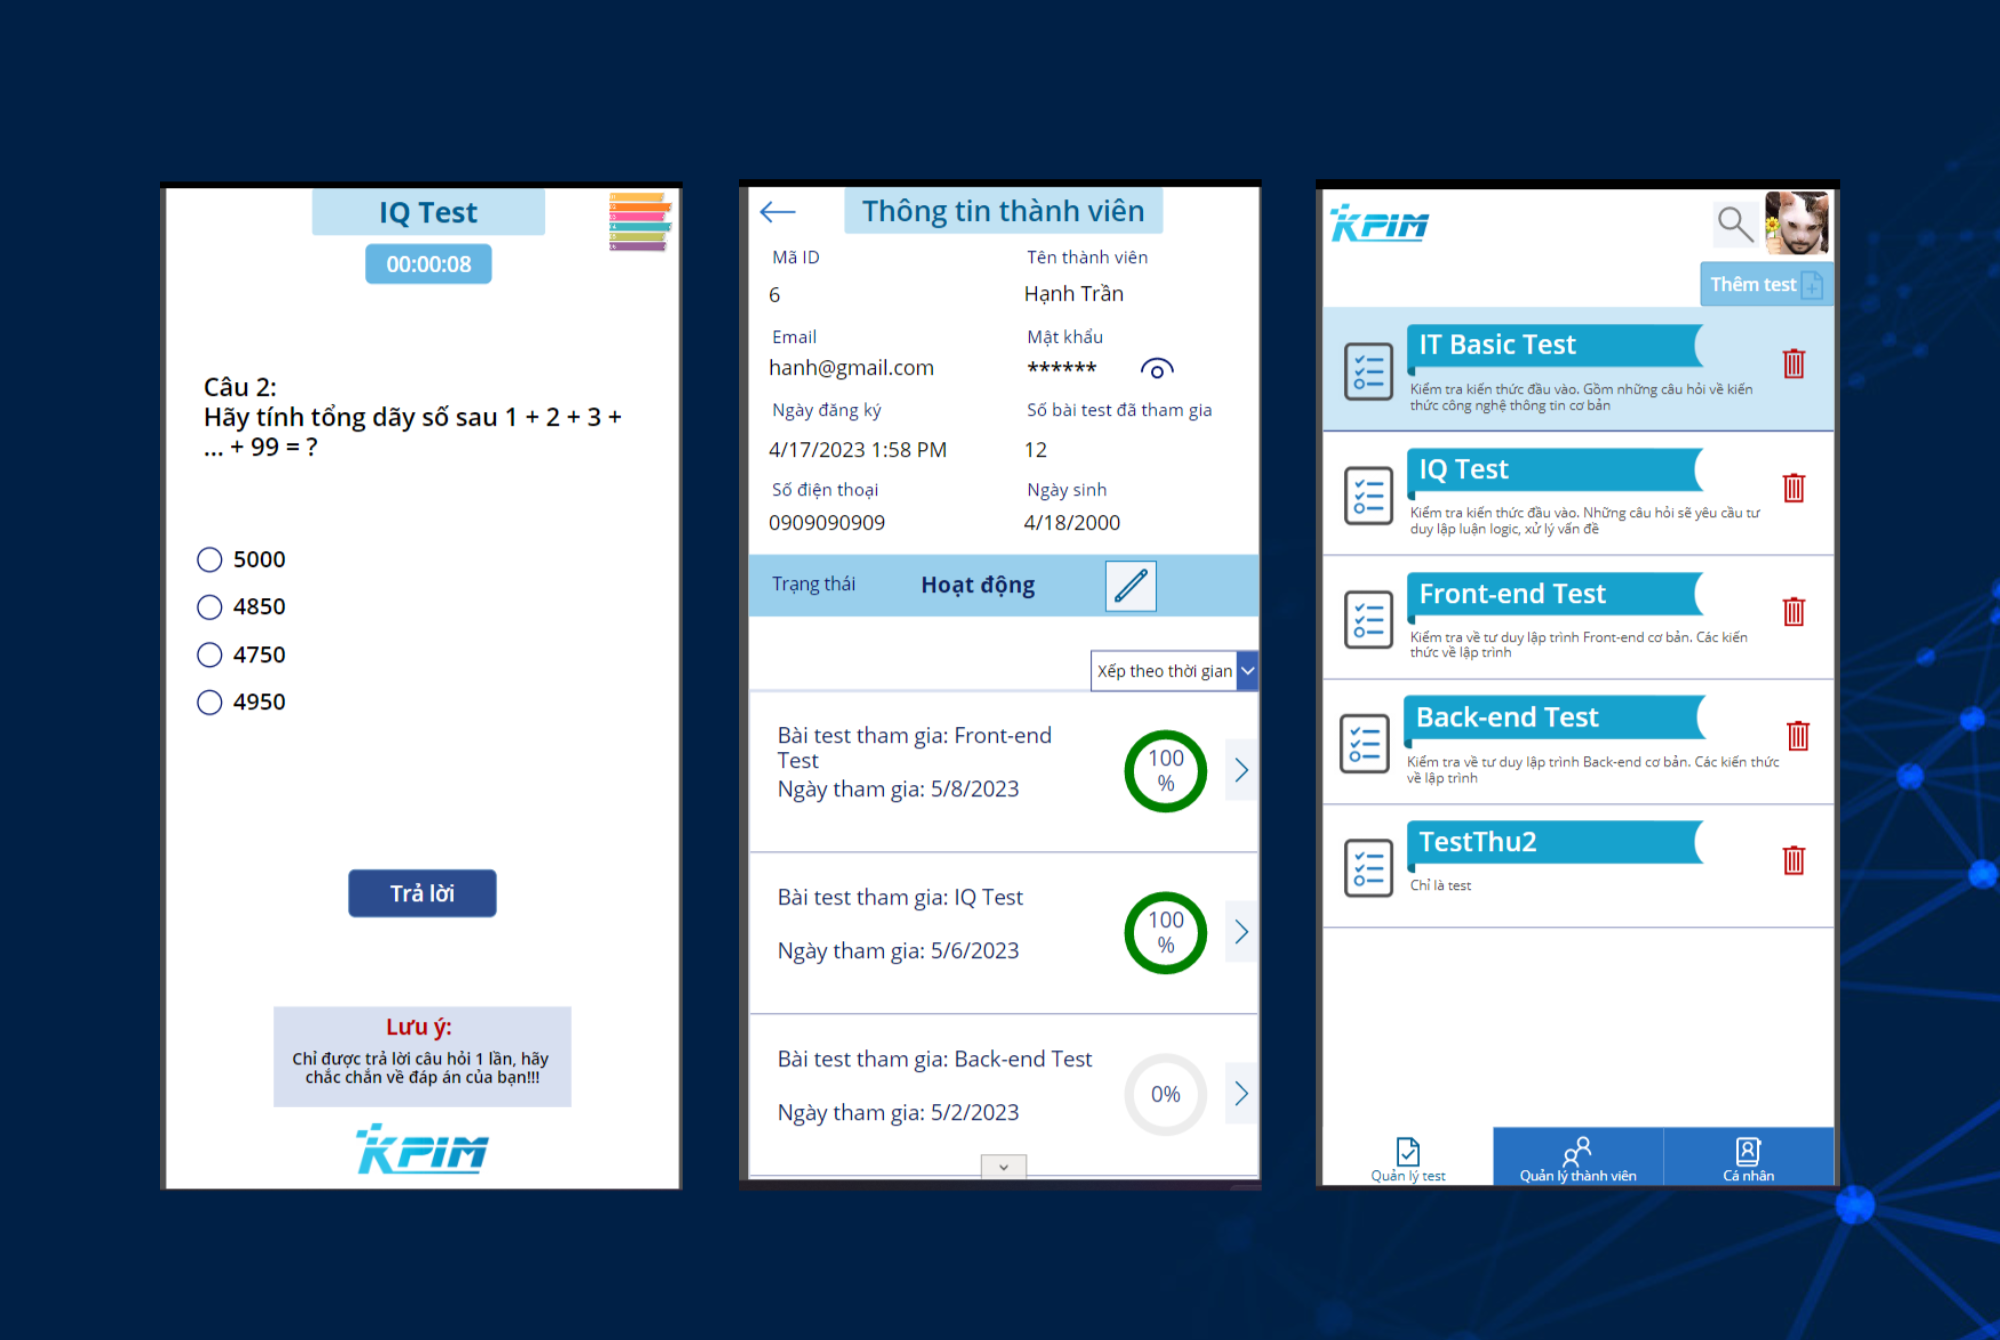 IQ Test
00:00:08
Câu 2:
Hãy tính tổng dãy số sau 1 + 2 + 3 +
... + 99 = ?
5000
4850
4750
4950
Trả lời
Lưu ý:
Chỉ được trả lời câu hỏi 1 lần, hãy
chắc chắn về đáp án của bạn!!!
KPIM
Thông tin thành viên
Mã ID
Tên thành viên
6
Hạnh Trần
Email
Mật khẩu
hanh@gmail.com
******
Ngày đăng ký
Số bài test đã tham gia
4/17/2023 1:58 PM
12
Số điện thoại
Ngày sinh
0909090909
4/18/2000
Trạng thái
Hoạt động
Xếp theo thời gian
Bài test tham gia: Front-end
Test
Ngày tham gia: 5/8/2023
100
%
Bài test tham gia: IQ Test
Ngày tham gia: 5/6/2023
100
%
Bài test tham gia: Back-end Test
Ngày tham gia: 5/2/2023
0%
KPIM
Thêm test
IT Basic Test
Kiểm tra kiến thức đầu vào. Gồm những câu hỏi về kiến
thức công nghệ thông tin cơ bản
IQ Test
Kiểm tra kiến thức đầu vào. Những câu hỏi sẽ yêu cầu tư
duy lập luận logic, xử lý vấn đề
Front-end Test
Kiểm tra về tư duy lập trình Front-end cơ bản. Các kiến
thức về lập trình
Back-end Test
Kiểm tra về tư duy lập trình Back-end cơ bản. Các kiến thức
về lập trình
TestThu2
Chỉ là test
Quản lý test
Quản lý thành viên
Cá nhân